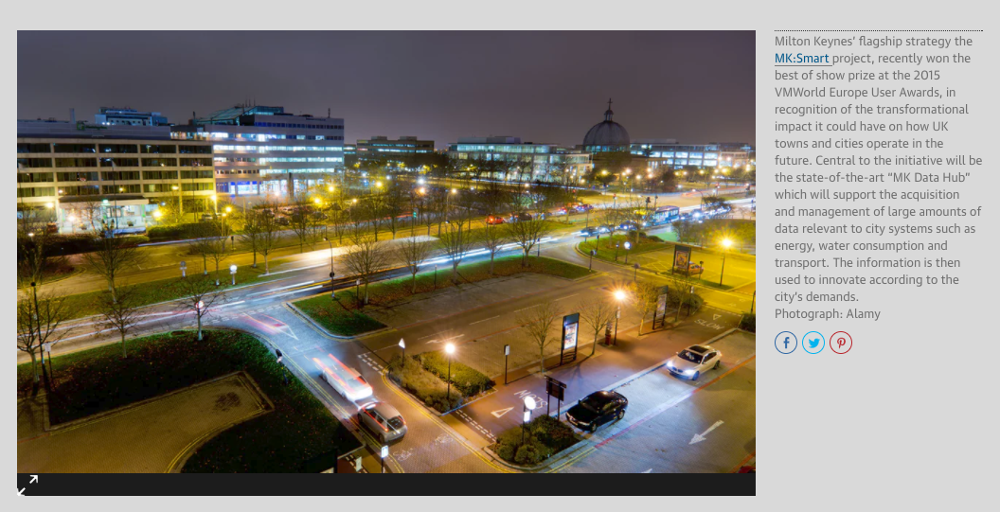 Milton Keynes’ flagship strategy the
MK:Smart project, recently won the
best of show prize at the 2015
VMWorld Europe User Awards, in
recognition of the transformational
impact it could have on how UK
towns and cities operate in the
future. Central to the initiative will be
the state-of-the-art “MK Data Hub”
which will support the acquisition
and management of large amounts of
data relevant to city systems such as
energy, water consumption and
transport. The information is then
used to innovate according to the
city’s demands.
Photograph: Alamy
SLOW